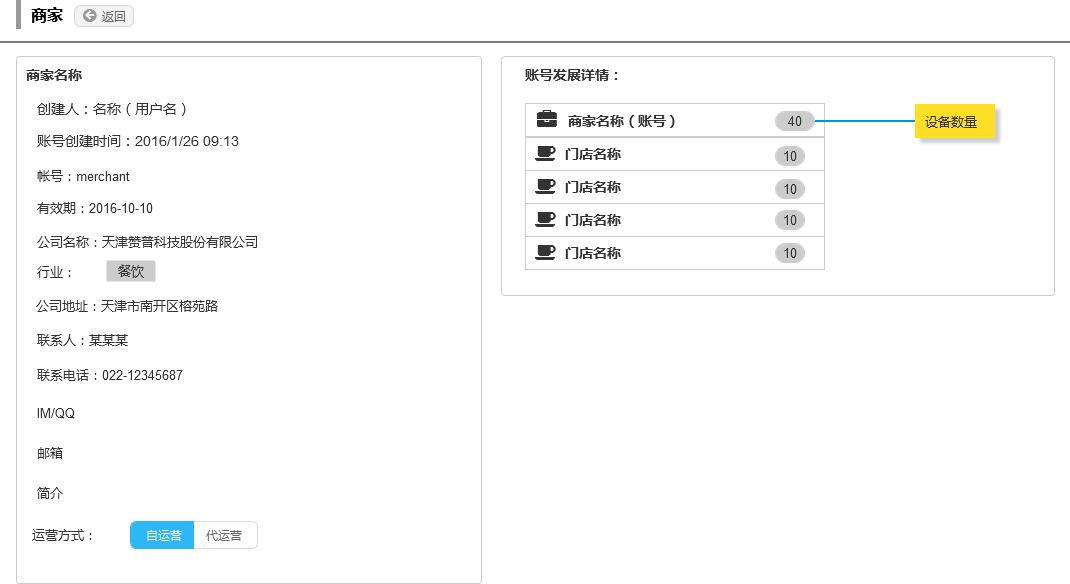 商家 返回
商家名称
创建人：名称（用户名）
账号创建时间：2016/1/26 09:13
帐号：merchant
有效期：2016-10-10
公司名称：天津赞普科技股份有限公司
行业： 餐饮
公司地址：天津市南开区榕苑路
联系人：某某某
联系电话：022-12345687
IM/QQ
邮箱
简介
运营方式： 自运营 代运营
账号发展详情：
商家名称（账号） 40 设备数量
门店名称 10
门店名称 10
门店名称 10
门店名称 10